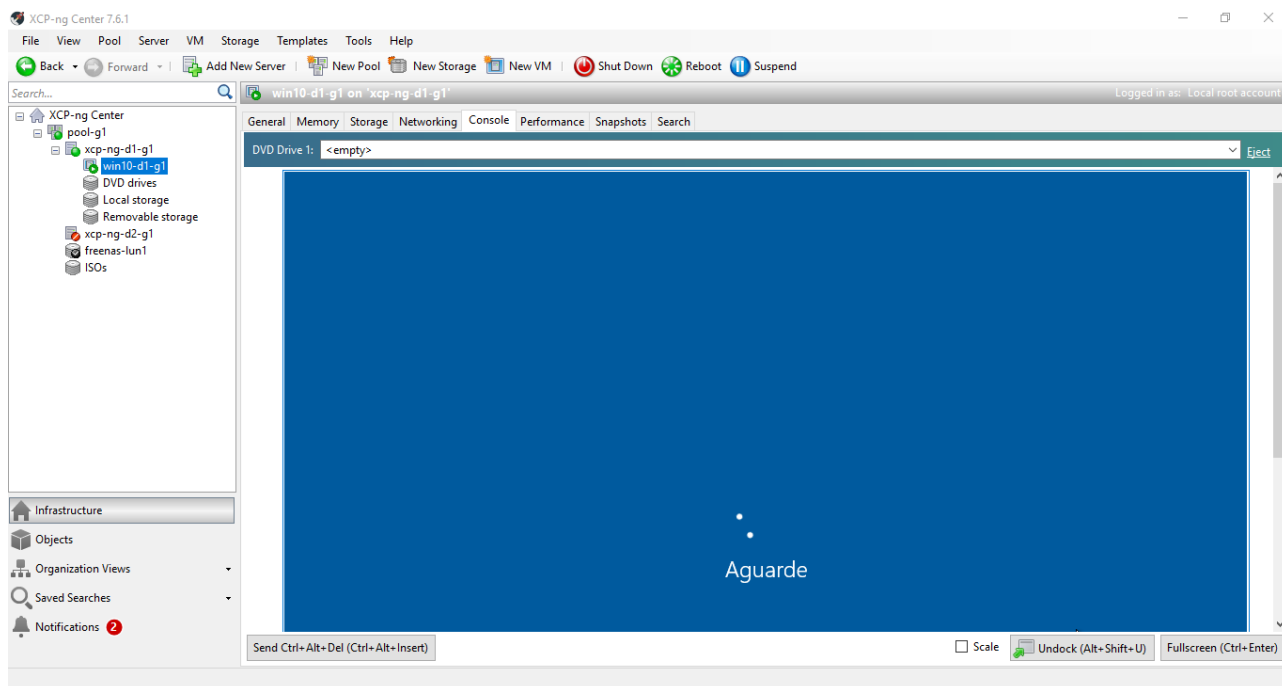 XCP-ng Center 7.6.1
File View Pool Server VM Storage Templates Tools Help
Back Forward Add New Server New Pool New Storage New VM Shut Down Reboot Suspend
Search...
win10-d1-g1 on 'xcp-ng-d1-g1'
Logged in as: Local root account
XCP-ng Center
pool-g1
xcp-ng-d1-g1
win10-d1-g1
DVD drives
Local storage
Removable storage
xcp-ng-d2-g1
freenas-lun1
ISOs
General Memory Storage Networking Console Performance Snapshots Search
DVD Drive 1: <empty> Eject
Aguarde
Infrastructure
Objects
Organization Views
Saved Searches
Notifications 2
Send Ctrl+Alt+Del (Ctrl+Alt+Insert) Scale Undock (Alt+Shift+U) Fullscreen (Ctrl+Enter)